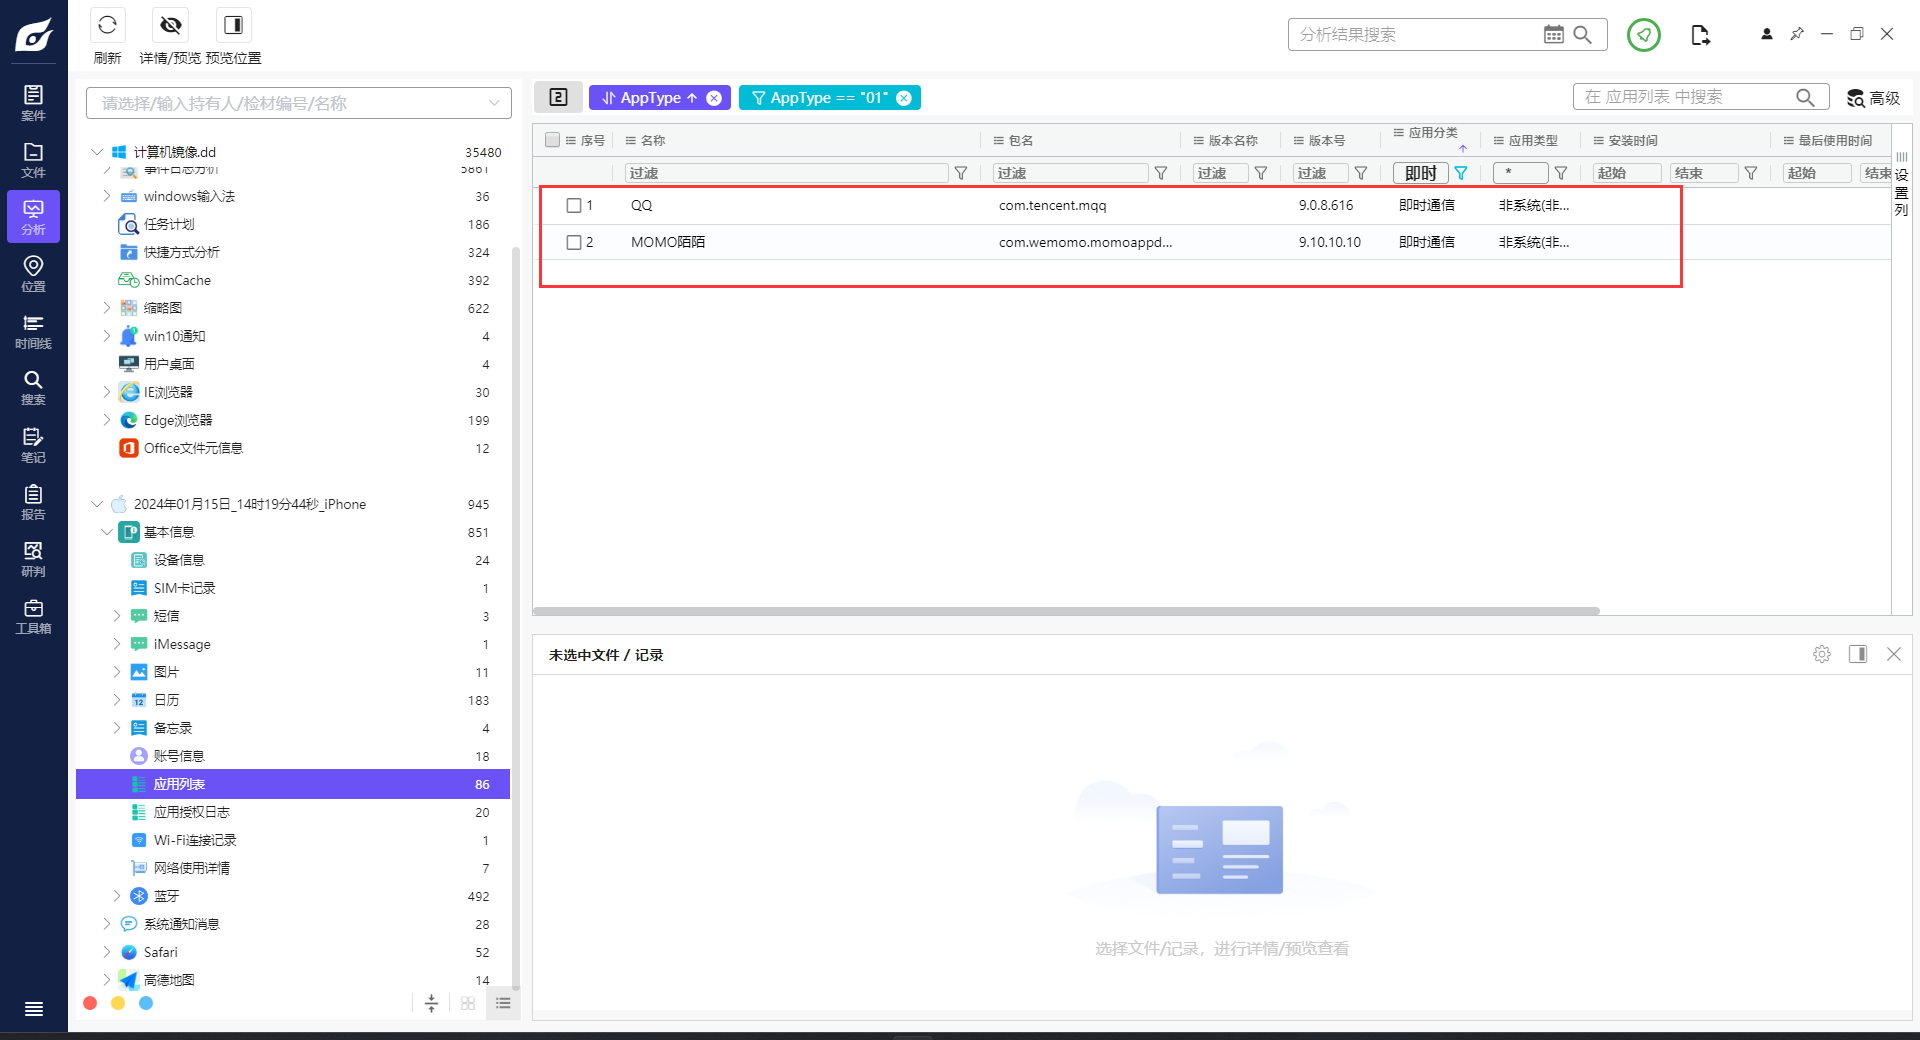 刷新
详情/预览
预览位置
分析结果搜索
案件
文件
分析
位置
时间线
搜索
笔记
报告
研判
工具箱
请选择/输入持有人/检材编号/名称
计算机镜像.dd 35480
事件日志分析 5861
windows输入法 36
任务计划 186
快捷方式分析 324
ShimCache 392
缩略图 622
win10通知 4
用户桌面 4
IE浏览器 30
Edge浏览器 199
Office文件元信息 12
2024年01月15日_14时19分44秒_iPhone 945
基本信息 851
设备信息 24
SIM卡记录 1
短信 3
iMessage 1
图片 11
日历 183
备忘录 4
账号信息 18
应用列表 86
应用授权日志 20
Wi-Fi连接记录 1
网络使用详情 7
蓝牙 492
系统通知消息 28
Safari 52
高德地图 14
2 AppType ↑ AppType == "01" 在 应用列表 中搜索 高级
序号 名称 包名 版本名称 版本号 应用分类 应用类型 安装时间 最后使用时间
过滤 过滤 过滤 过滤 即时 * 起始 结束 起始 结束
1 QQ com.tencent.mqq 9.0.8.616 即时通信 非系统(非...
2 MOMO陌陌 com.wemomo.momoappd... 9.10.10.10 即时通信 非系统(非...
设置列
未选中文件 / 记录
选择文件/记录，进行详情/预览查看